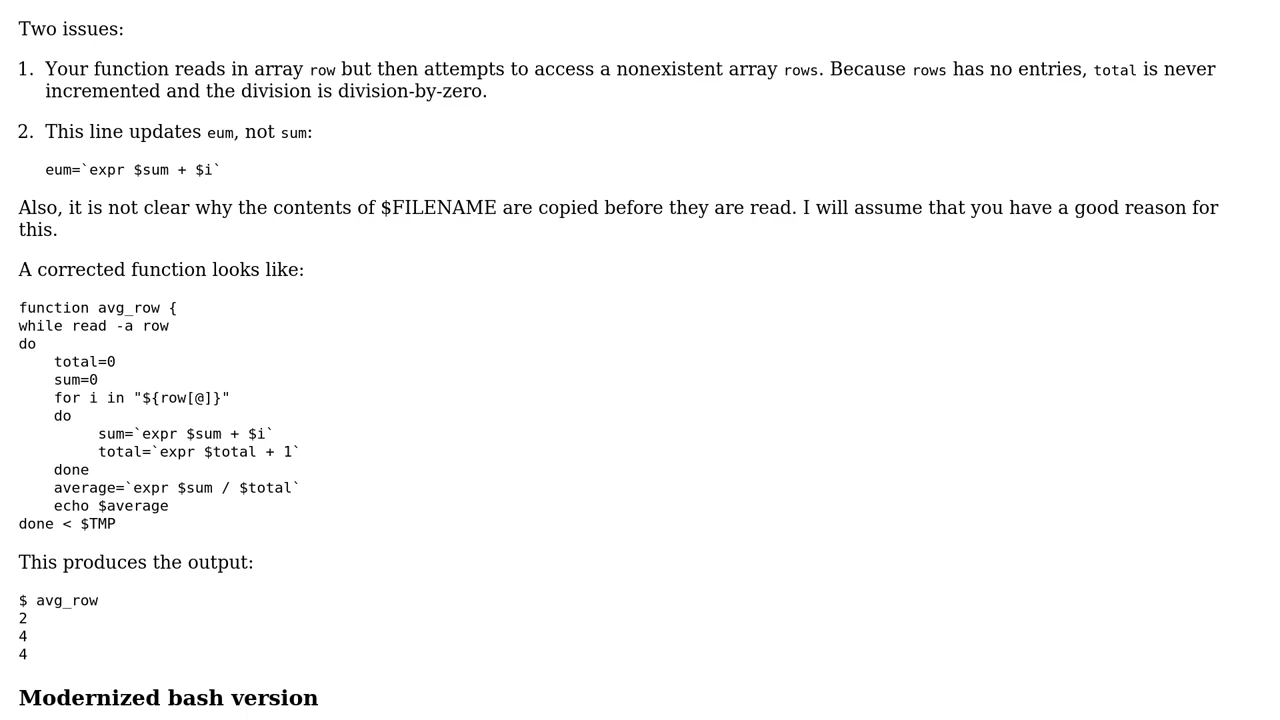 Two issues:
1. Your function reads in array row but then attempts to access a nonexistent array rows. Because rows has no entries, total is never
incremented and the division is division-by-zero.
2. This line updates eum, not sum:
eum=`expr $sum + $i`
Also, it is not clear why the contents of $FILENAME are copied before they are read. I will assume that you have a good reason for
this.
A corrected function looks like:
function avg_row {
while read -a row
do
    total=0
    sum=0
    for i in "${row[@]}"
    do
         sum=`expr $sum + $i`
         total=`expr $total + 1`
    done
    average=`expr $sum / $total`
    echo $average
done < $TMP
This produces the output:
$ avg_row
2
4
4
Modernized bash version